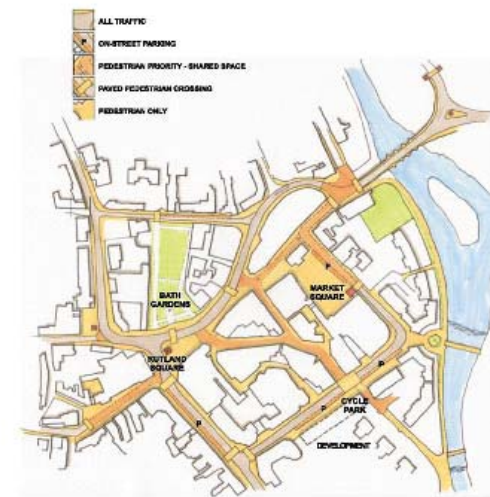 ALL TRAFFIC
P ON-STREET PARKING
PEDESTRIAN PRIORITY - SHARED SPACE
PAVED PEDESTRIAN CROSSING
PEDESTRIAN ONLY
P
BATH
GARDENS
MARKET
SQUARE
RUTLAND
SQUARE
P
CYCLE
PARK
P
P
DEVELOPMENT